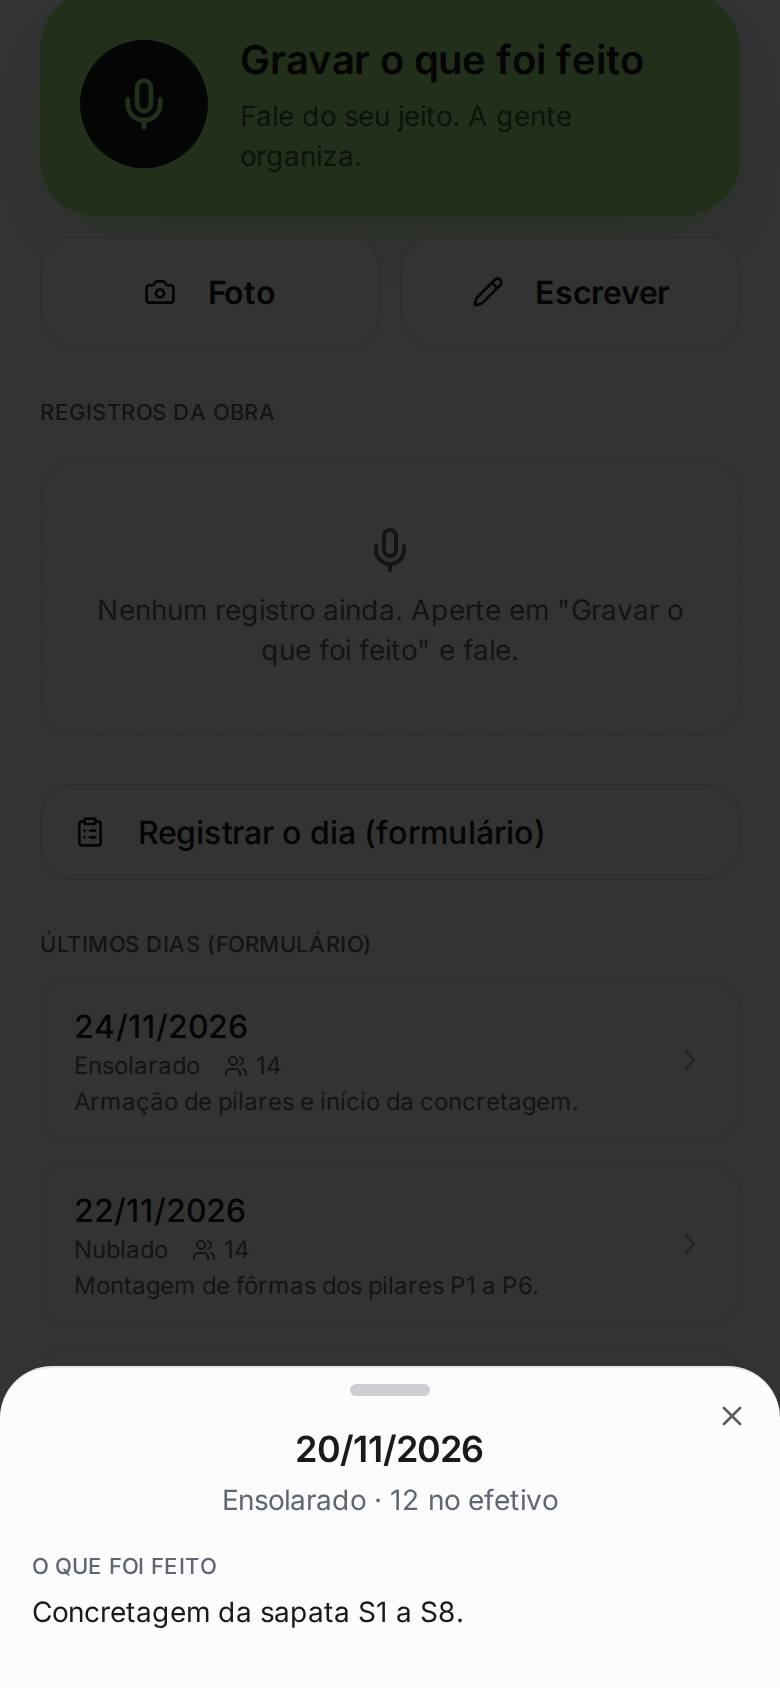 Gravar o que foi feito
Fale do seu jeito. A gente
organiza.
Foto
Escrever
REGISTROS DA OBRA
Nenhum registro ainda. Aperte em "Gravar o
que foi feito" e fale.
Registrar o dia (formulário)
ÚLTIMOS DIAS (FORMULÁRIO)
24/11/2026
Ensolarado 14
Armação de pilares e início da concretagem.
22/11/2026
Nublado 14
Montagem de fôrmas dos pilares P1 a P6.
20/11/2026
Ensolarado · 12 no efetivo
O QUE FOI FEITO
Concretagem da sapata S1 a S8.